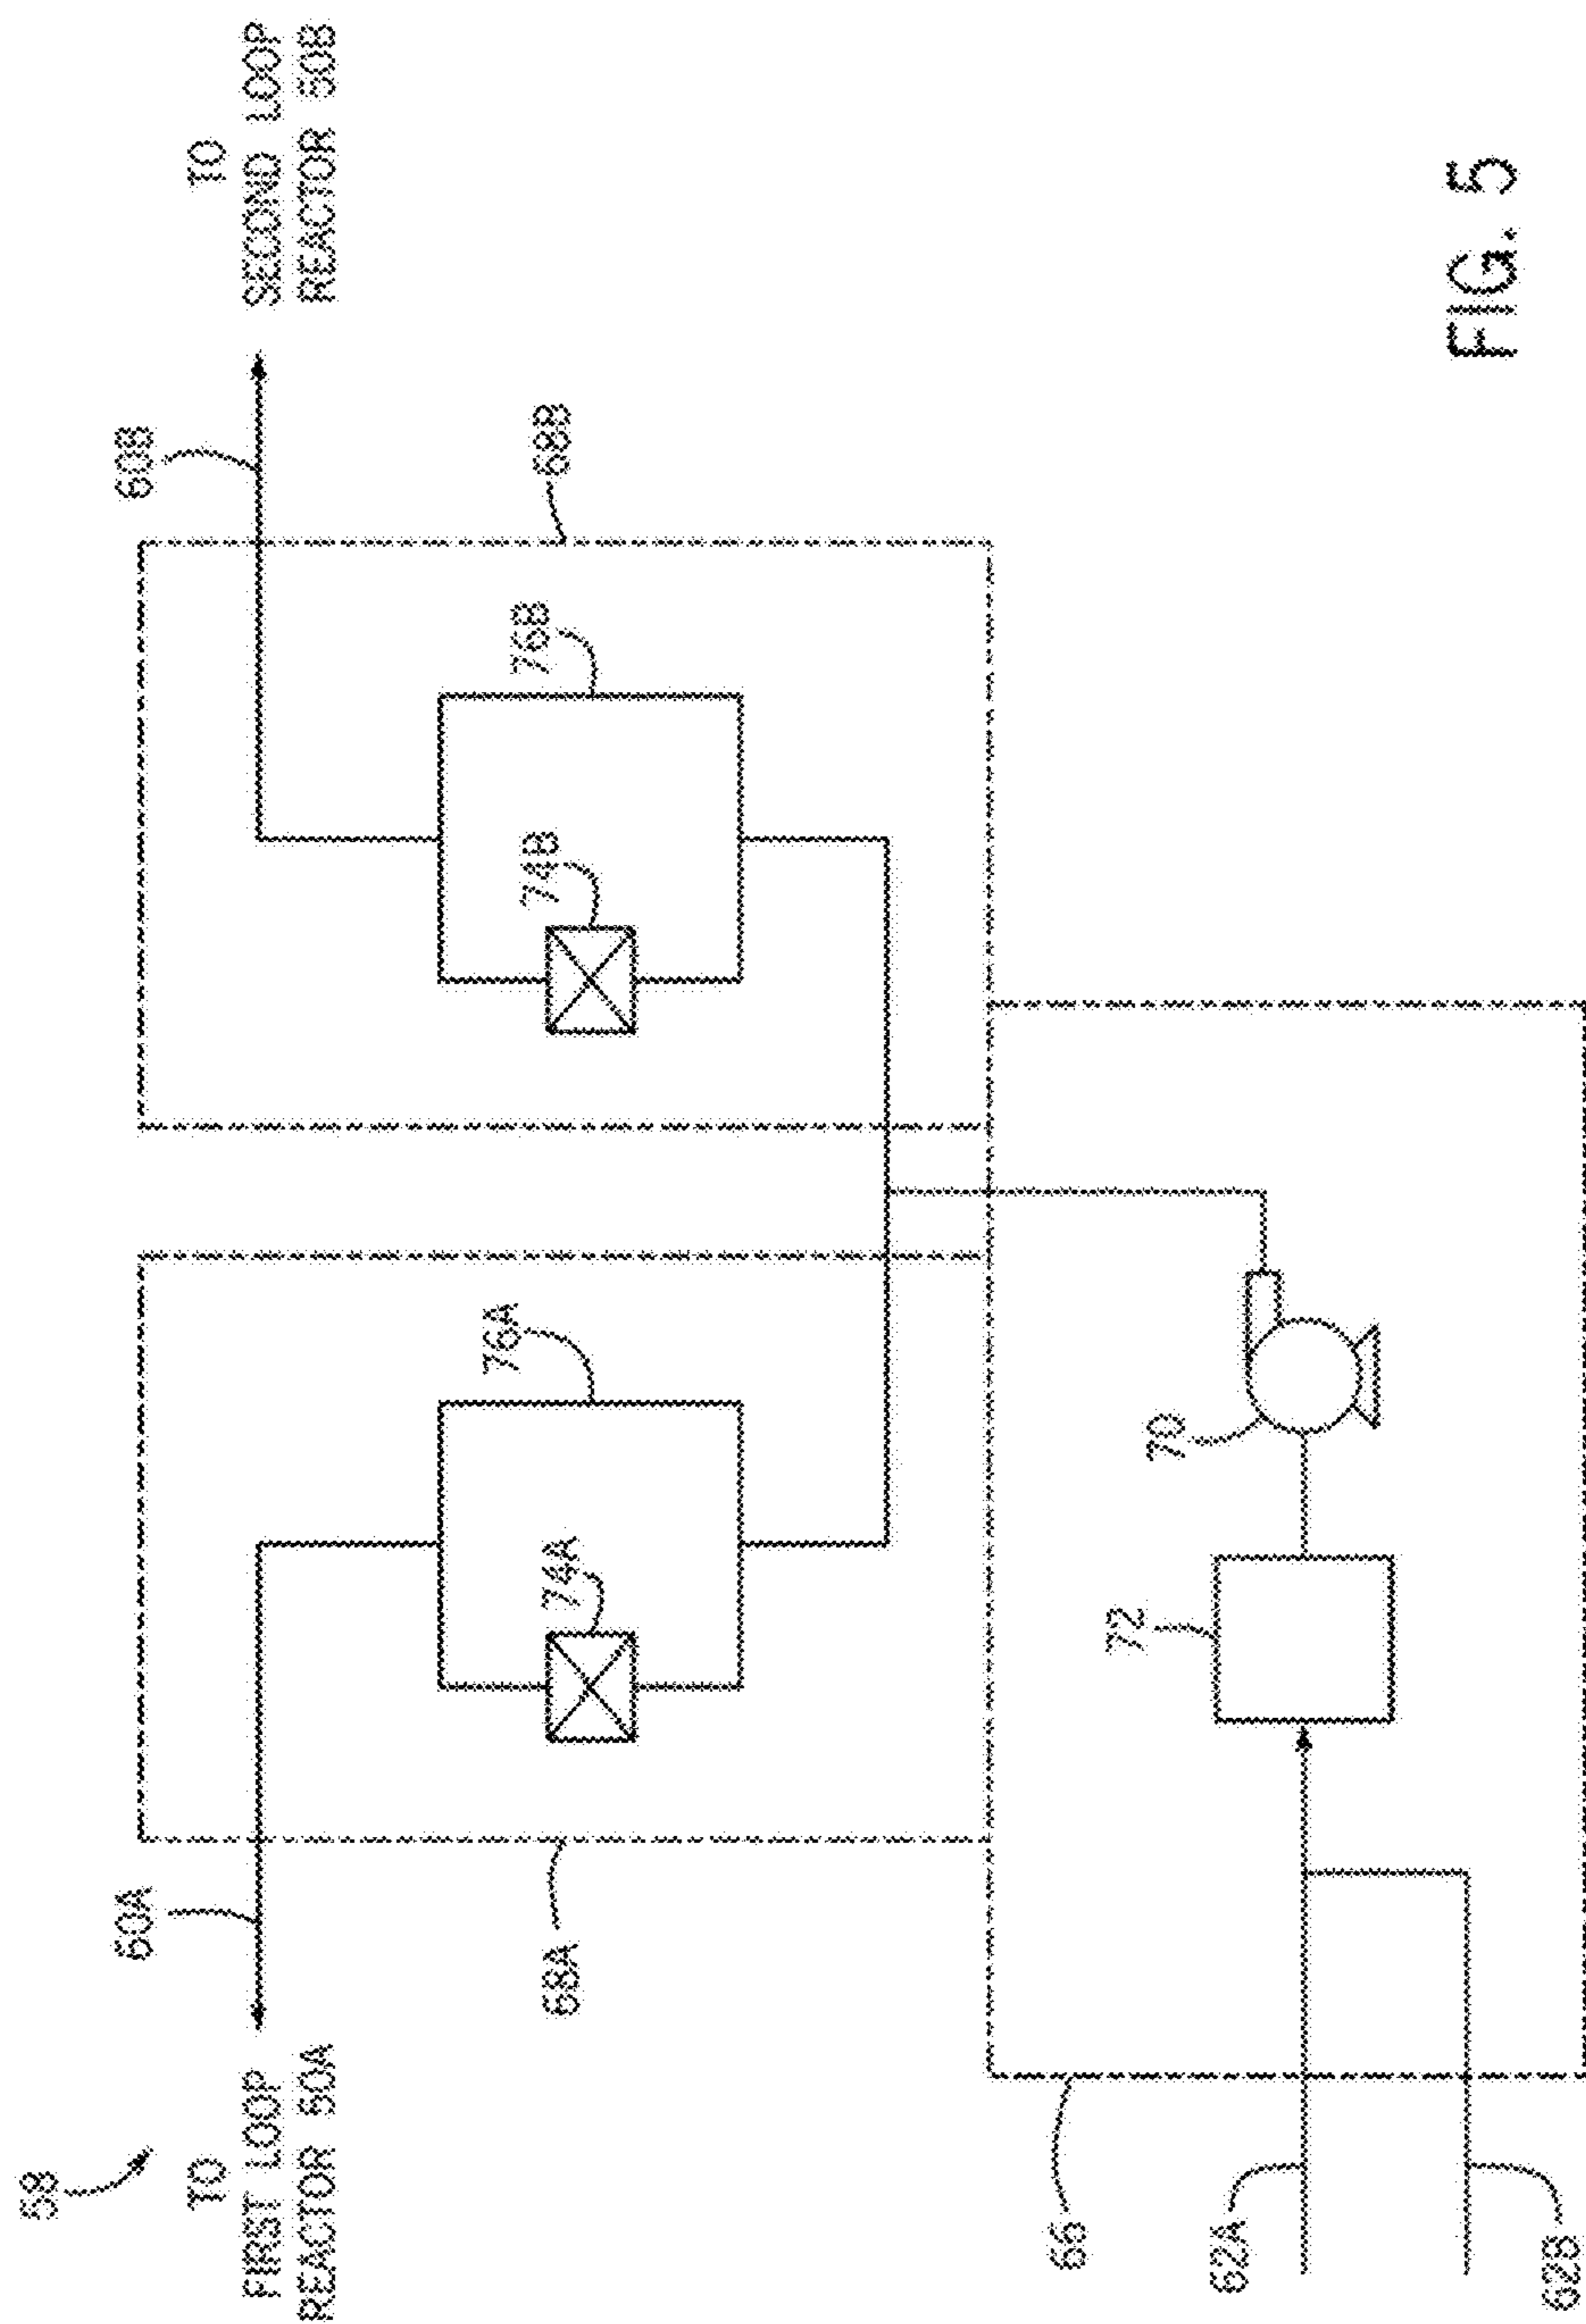 58
TO
FIRST LOOP
REACTOR 50A
60A
60B
TO
SECOND LOOP
REACTOR 50B
68A
74A
76A
74B
76B
68B
66
72
70
62A
62B
FIG. 5